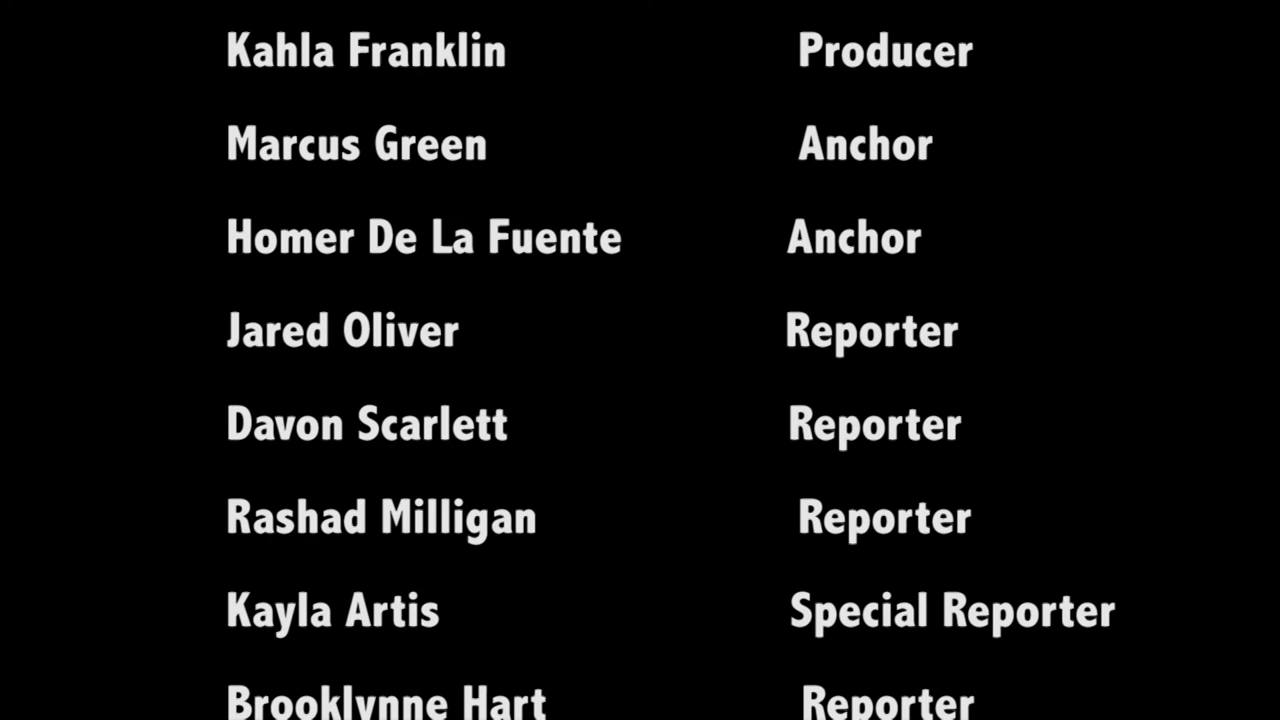 Kahla Franklin Producer
Marcus Green Anchor
Homer De La Fuente Anchor
Jared Oliver Reporter
Davon Scarlett Reporter
Rashad Milligan Reporter
Kayla Artis Special Reporter
Brooklynne Hart Reporter